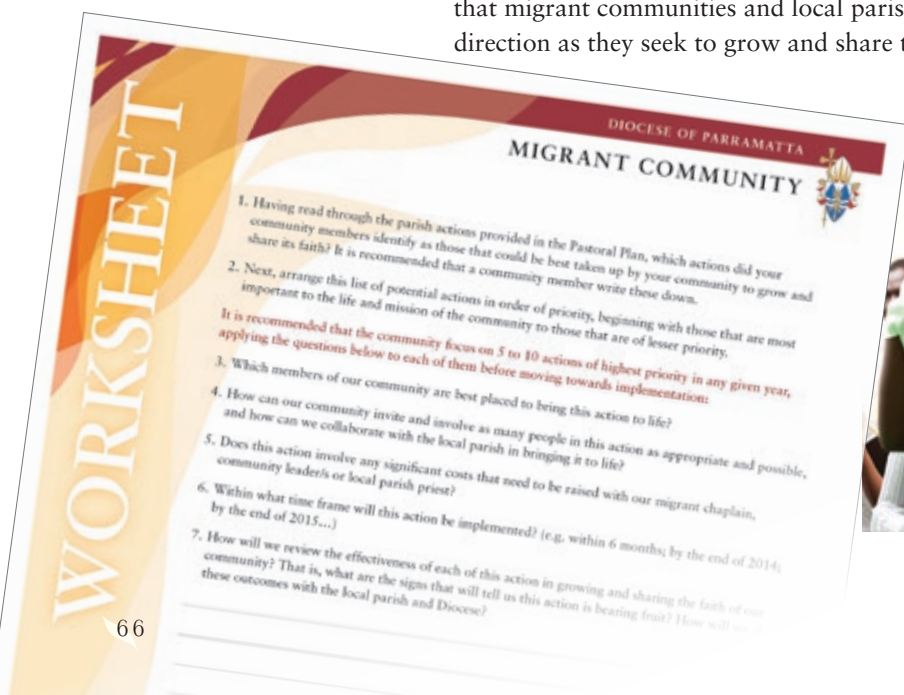 that migrant communities and local paris
direction as they seek to grow and share t
WORKSHEET
DIOCESE OF PARRAMATTA
MIGRANT COMMUNITY
1. Having read through the parish actions provided in the Pastoral Plan, which actions did your
community members identify as those that could be best taken up by your community to grow and
share its faith? It is recommended that a community member write these down.
2. Next, arrange this list of potential actions in order of priority, beginning with those that are most
important to the life and mission of the community to those that are of lesser priority.
It is recommended that the community focus on 5 to 10 actions of highest priority in any given year,
applying the questions below to each of them before moving towards implementation:
3. Which members of our community are best placed to bring this action to life?
4. How can our community invite and involve as many people in this action as appropriate and possible,
and how can we collaborate with the local parish in bringing it to life?
5. Does this action involve any significant costs that need to be raised with our migrant chaplain,
community leader/s or local parish priest?
6. Within what time frame will this action be implemented? (e.g. within 6 months; by the end of 2014;
by the end of 2015...)
7. How will we review the effectiveness of each of this action in growing and sharing the faith of our
community? That is, what are the signs that will tell us this action is bearing fruit? How will
these outcomes with the local parish and Diocese?
66